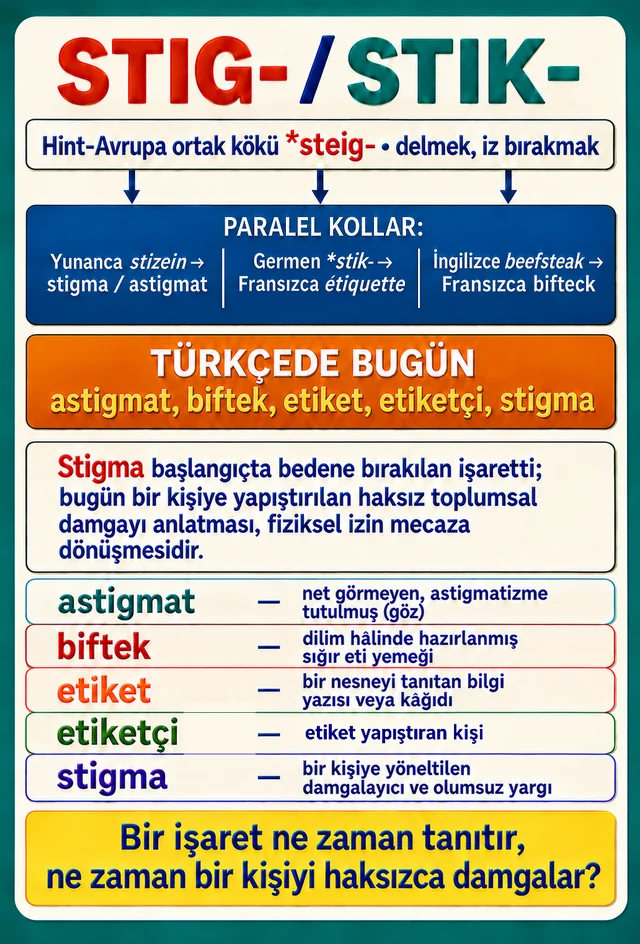 STIG- / STIK-
Hint-Avrupa ortak kökü *steig- • delmek, iz bırakmak
PARALEL KOLLAR:
Yunanca stizein →
stigma / astigmat
Germen *stik- →
Fransızca étiquette
İngilizce beefsteak →
Fransızca bifteck
TÜRKÇEDE BUGÜN
astigmat, biftek, etiket, etiketçi, stigma
Stigma başlangıçta bedene bırakılan işaretti;
bugün bir kişiye yapıştırılan haksız toplumsal
damgayı anlatması, fiziksel izin mecaza
dönüşmesidir.
astigmat — net görmeyen, astigmatizme
tutulmuş (göz)
biftek — dilim hâlinde hazırlanmış
sığır eti yemeği
etiket — bir nesneyi tanıtan bilgi
yazısı veya kâğıdı
etiketçi — etiket yapıştıran kişi
stigma — bir kişiye yöneltilen
damgalayıcı ve olumsuz yargı
Bir işaret ne zaman tanıtır,
ne zaman bir kişiyi haksızca damgalar?